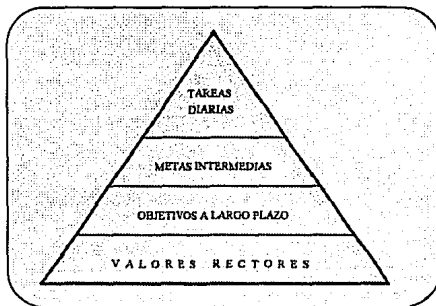 TAREAS
DIARIAS
METAS INTERMEDIAS
OBJETIVOS A LARGO PLAZO
VALORES RECTORES